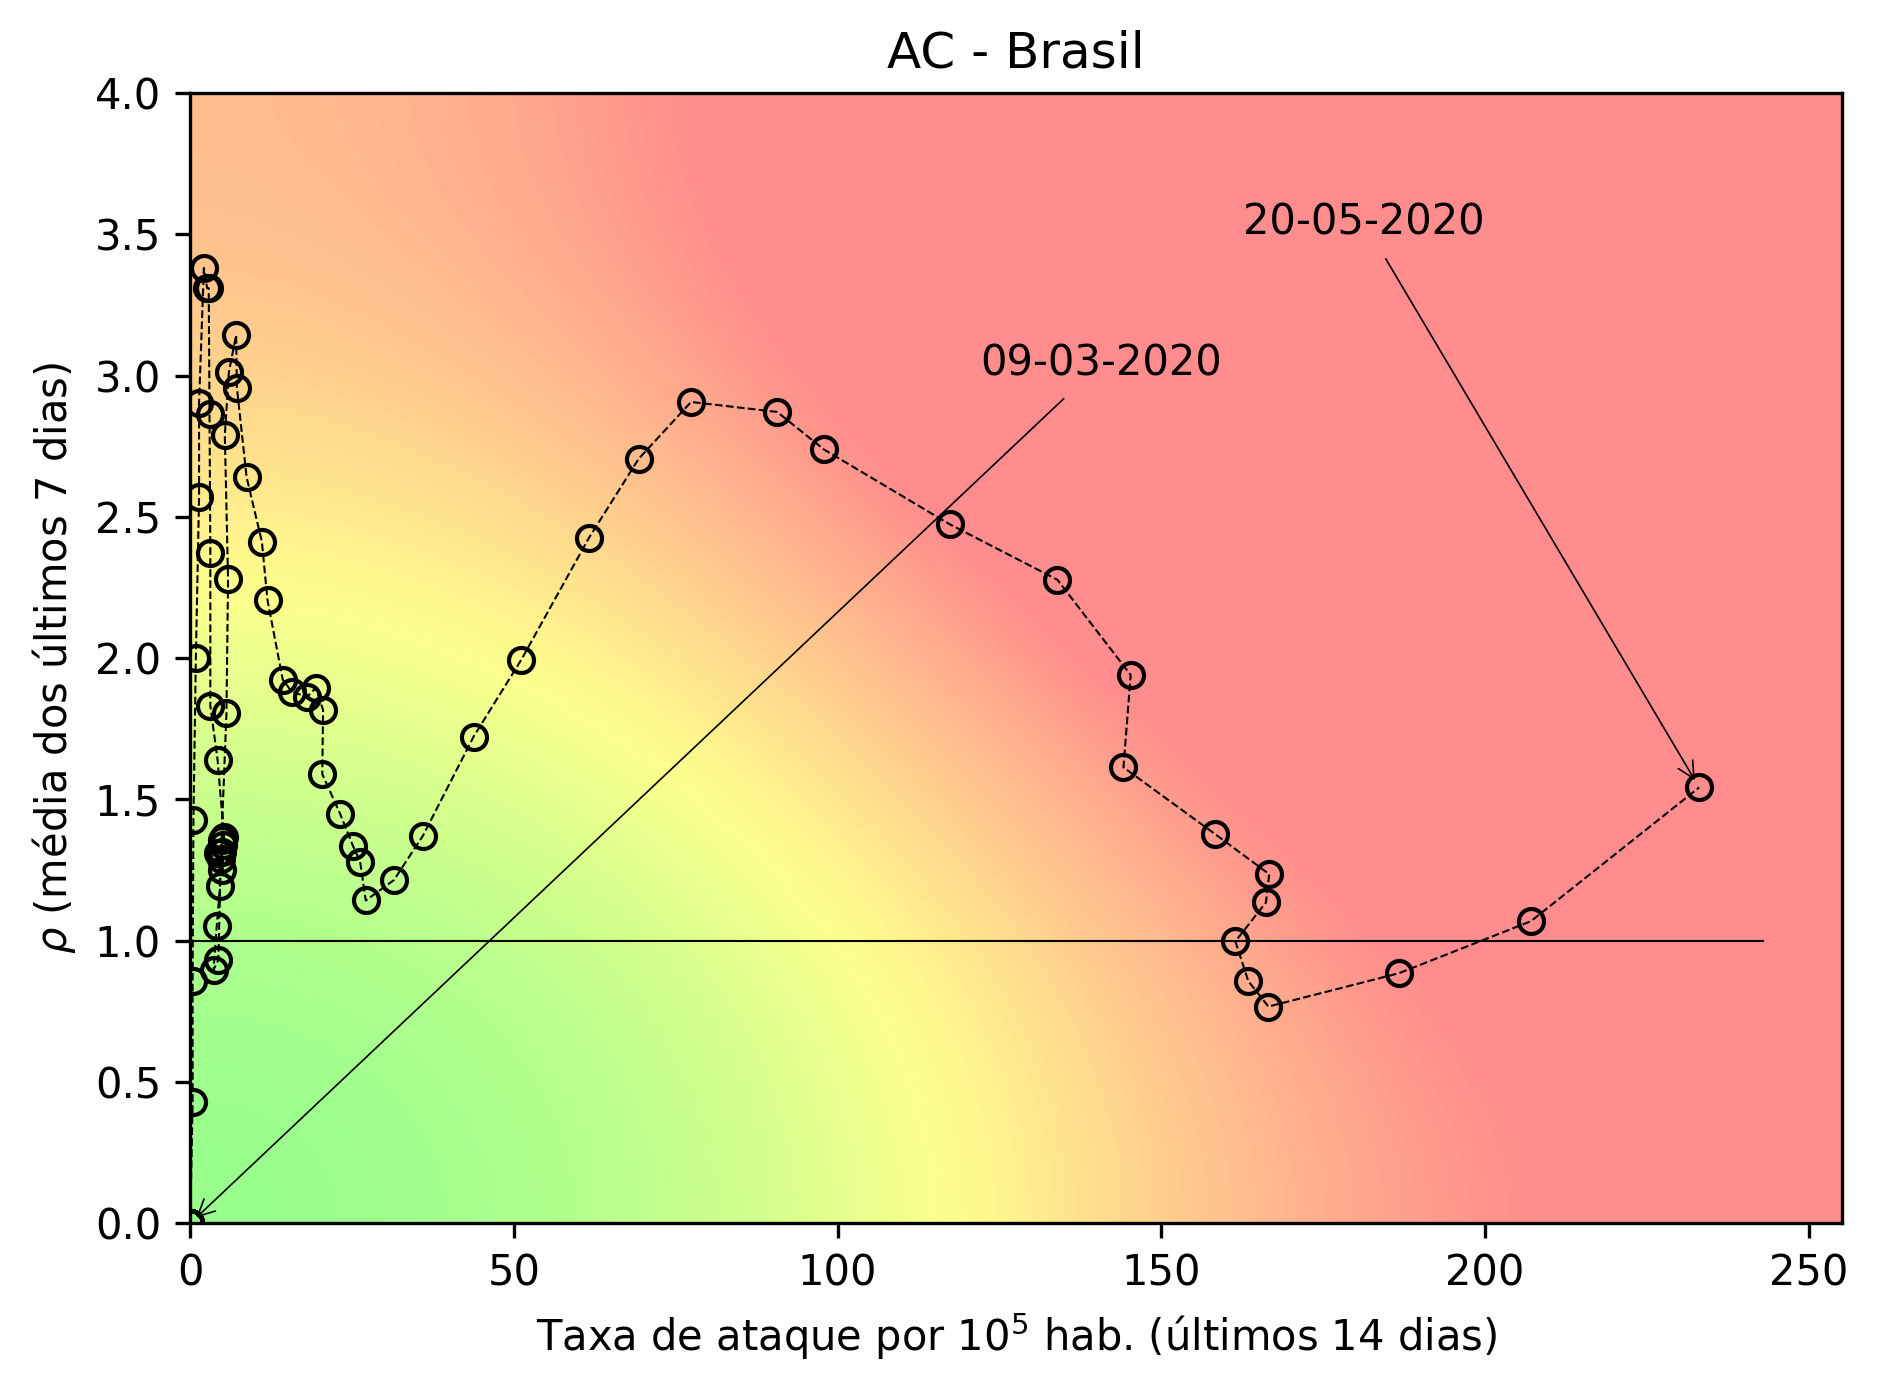 AC - Brasil
4.0
3.5
3.0
2.5
2.0
1.5
1.0
0.5
0.0
ρ (média dos últimos 7 dias)
20-05-2020
09-03-2020
0 50 100 150 200 250
Taxa de ataque por 10⁵ hab. (últimos 14 dias)